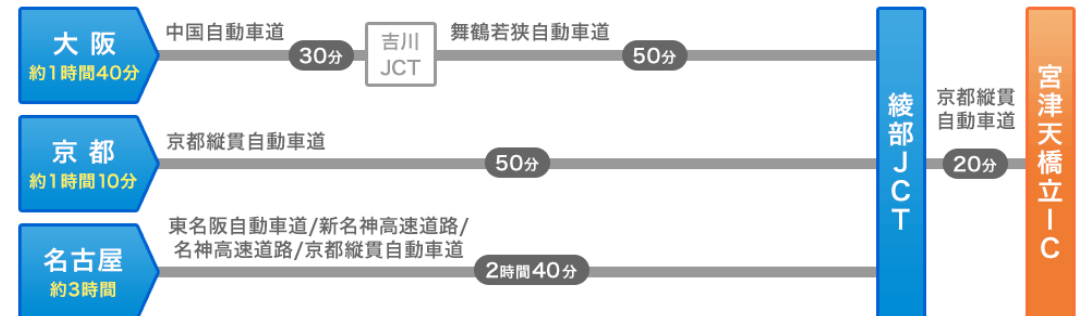 大阪
約1時間40分
中国自動車道
30分
吉川
JCT
舞鶴若狭自動車道
50分
京都
約1時間10分
京都縦貫自動車道
50分
名古屋
約3時間
東名阪自動車道/新名神高速道路/
名神高速道路/京都縦貫自動車道
2時間40分
綾部JCT
京都縦貫
自動車道
20分
宮津天橋立IC